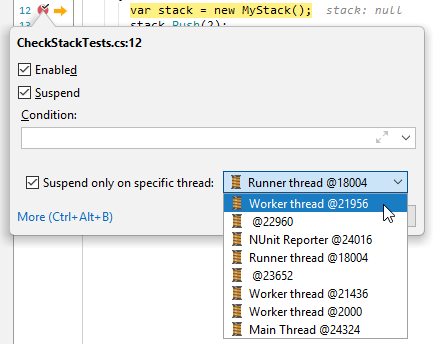 12 var stack = new MyStack(); stack: null
13 stack.Push(2);
CheckStackTests.cs:12
Enabled
Suspend
Condition:
Suspend only on specific thread: Runner thread @18004
More (Ctrl+Alt+B)
Worker thread @21956
@22960
NUnit Reporter @24016
Runner thread @18004
@23652
Worker thread @21436
Worker thread @2000
Main Thread @24324